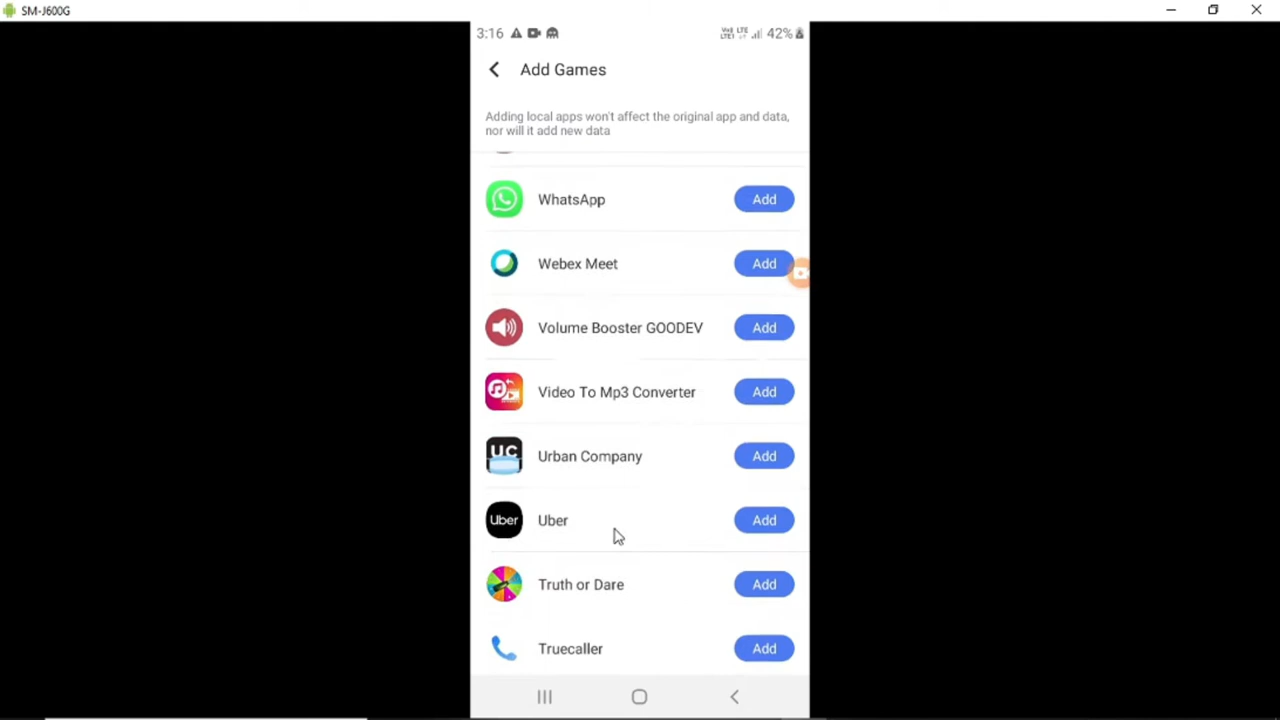 SM-J600G
3:16
42%
Add Games
Adding local apps won't affect the original app and data,
nor will it add new data
WhatsApp Add
Webex Meet Add
Volume Booster GOODEV Add
Video To Mp3 Converter Add
UC Urban Company Add
Uber Uber Add
Truth or Dare Add
Truecaller Add